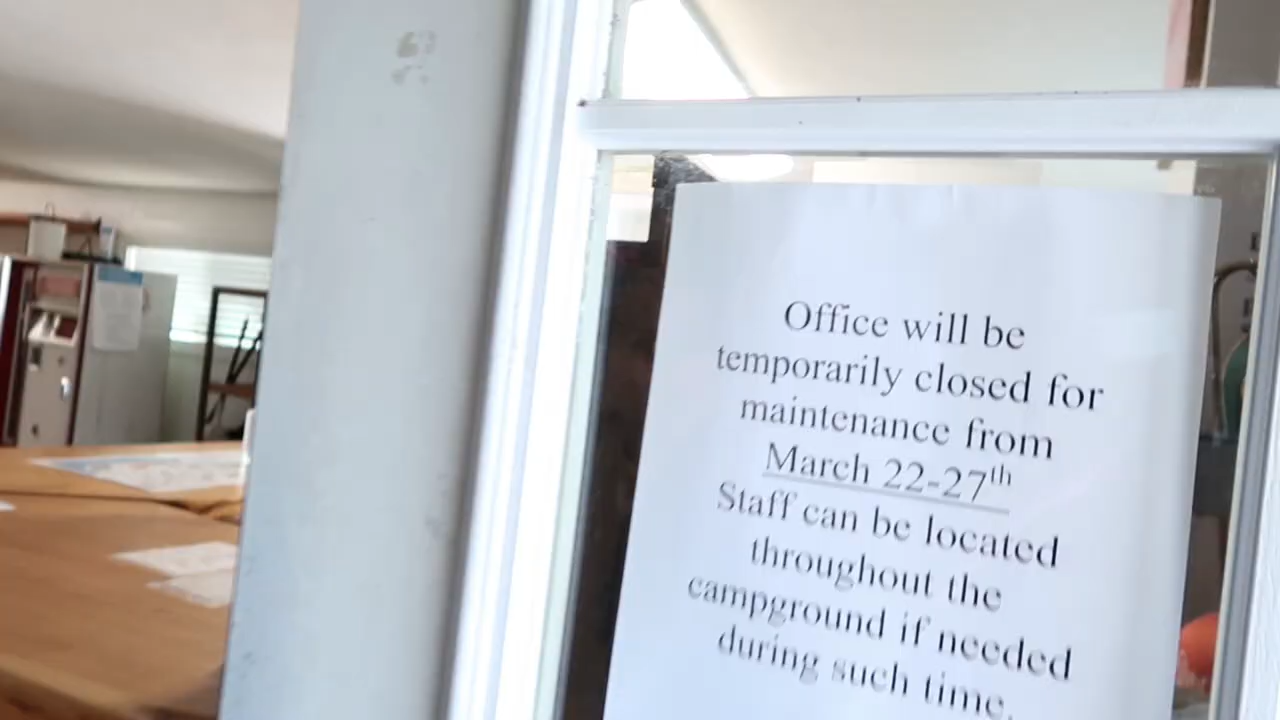 Office will be
temporarily closed for
maintenance from
March 22-27th
Staff can be located
throughout the
campground if needed
during such time.